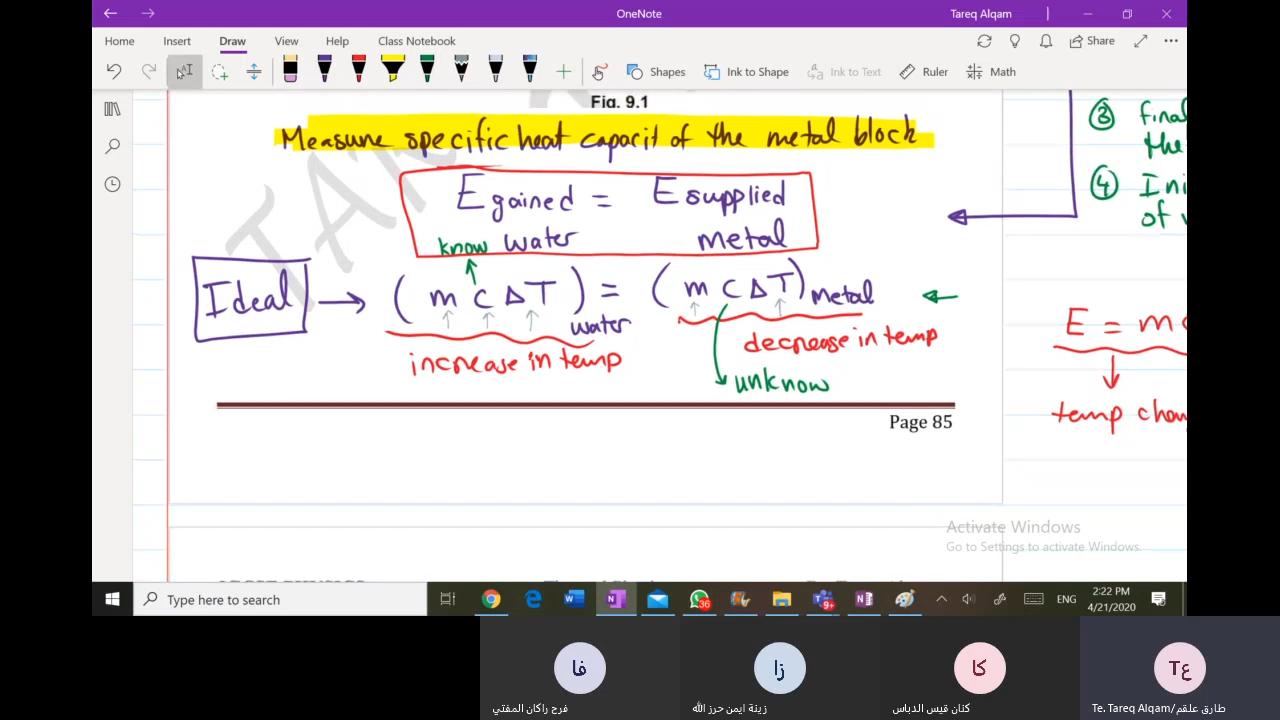 OneNote
Tareq Alqam
Home Insert Draw View Help Class Notebook
Share
Shapes Ink to Shape Ink to Text Ruler Math
Fig. 9.1
Measure specific heat capacit of the metal block
E gained = E supplied
know water metal
Ideal → (m c Δ T) water = (m c Δ T) Metal
increase in temp
decrease in temp
unknow
Page 85
③ final
the
④ Ini
of
E = m
temp chan
Activate Windows
Go to Settings to activate Windows.
Type here to search
36
9+
ENG
2:22 PM
4/21/2020
فا
زا
كا
Tع
فرح راكان المفتي
زينة ايمن حرز الله
كنان قيس الدباس
Te. Tareq Alqam/طارق علقم